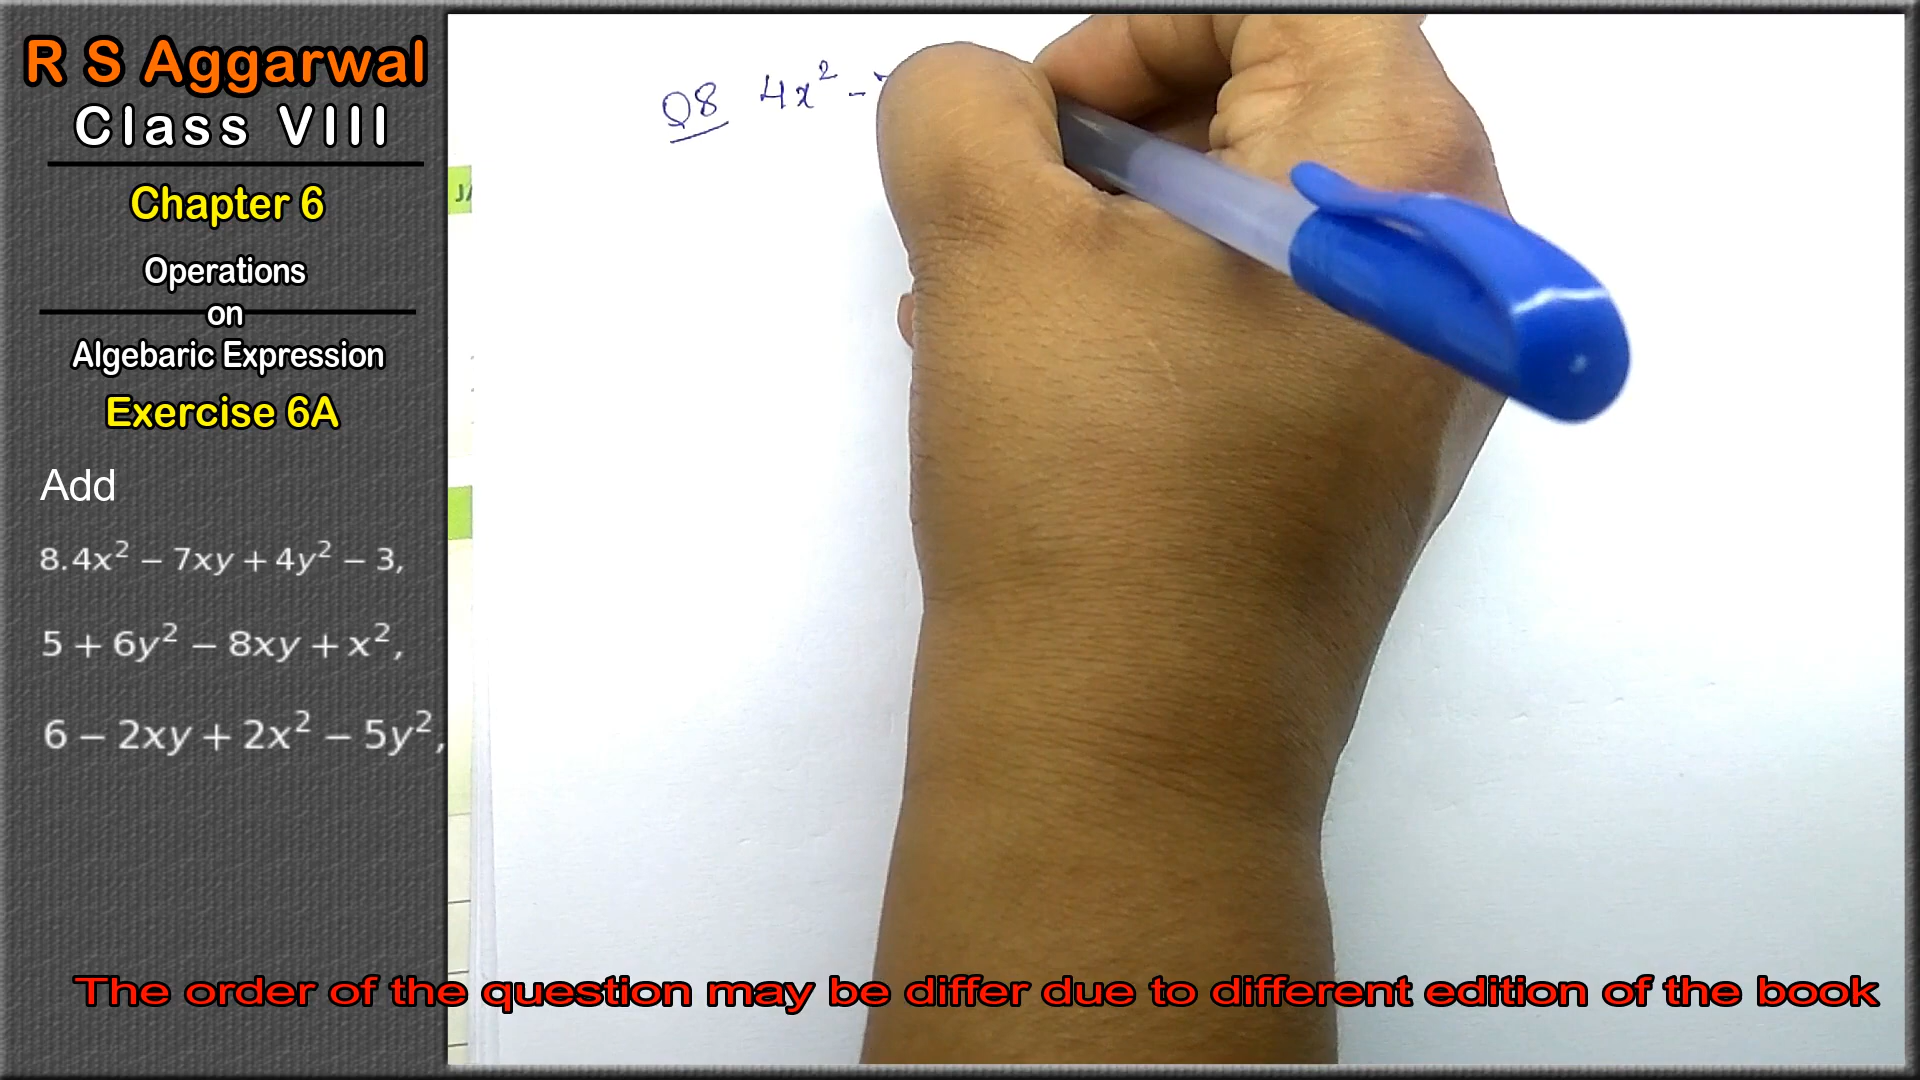 R S Aggarwal
Class VIII
Chapter 6
Operations
on
Algebaric Expression
Exercise 6A
Add
8.4x² − 7xy + 4y² − 3,
5 + 6y² − 8xy + x²,
6 − 2xy + 2x² − 5y²,
Q8 4x² -
The order of the question may be differ due to different edition of the book